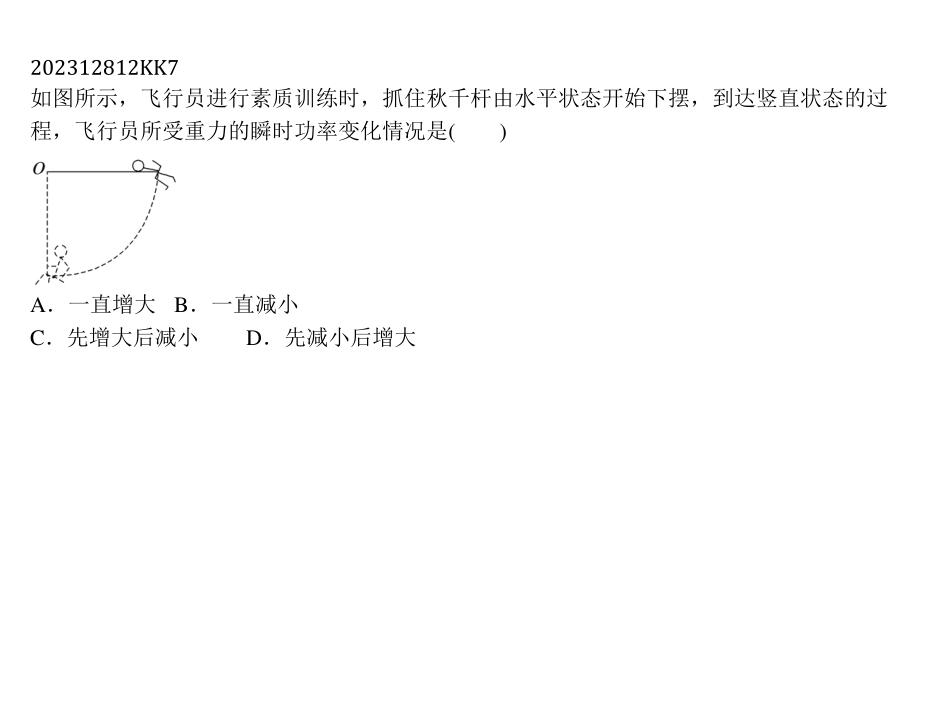 202312812KK7
如图所示，飞行员进行素质训练时，抓住秋千杆由水平状态开始下摆，到达竖直状态的过
程，飞行员所受重力的瞬时功率变化情况是(　　)
O
A．一直增大 B．一直减小
C．先增大后减小 D．先减小后增大